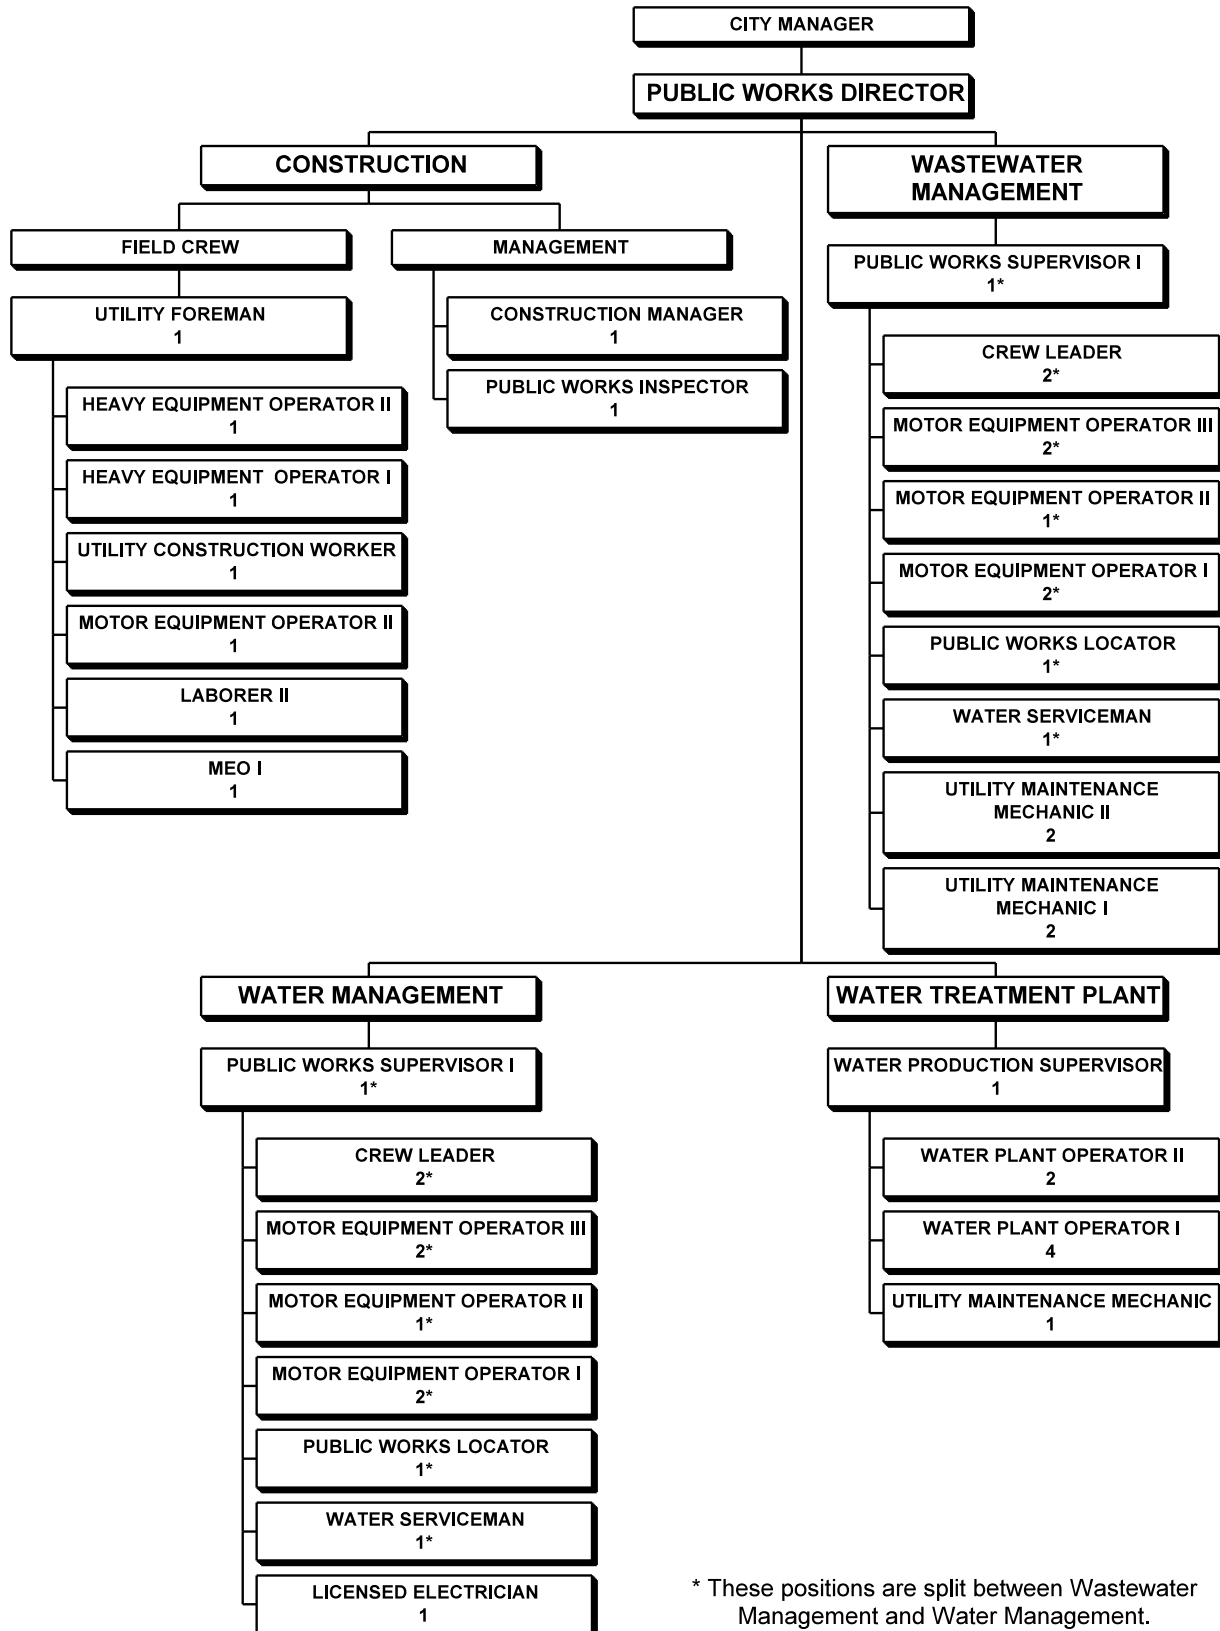 CITY MANAGER
PUBLIC WORKS DIRECTOR
CONSTRUCTION
FIELD CREW
UTILITY FOREMAN
1
HEAVY EQUIPMENT OPERATOR II
1
HEAVY EQUIPMENT OPERATOR I
1
UTILITY CONSTRUCTION WORKER
1
MOTOR EQUIPMENT OPERATOR II
1
LABORER II
1
MEO I
1
MANAGEMENT
CONSTRUCTION MANAGER
1
PUBLIC WORKS INSPECTOR
1
WASTEWATER
MANAGEMENT
PUBLIC WORKS SUPERVISOR I
1*
CREW LEADER
2*
MOTOR EQUIPMENT OPERATOR III
2*
MOTOR EQUIPMENT OPERATOR II
1*
MOTOR EQUIPMENT OPERATOR I
2*
PUBLIC WORKS LOCATOR
1*
WATER SERVICEMAN
1*
UTILITY MAINTENANCE
MECHANIC II
2
UTILITY MAINTENANCE
MECHANIC I
2
WATER MANAGEMENT
PUBLIC WORKS SUPERVISOR I
1*
CREW LEADER
2*
MOTOR EQUIPMENT OPERATOR III
2*
MOTOR EQUIPMENT OPERATOR II
1*
MOTOR EQUIPMENT OPERATOR I
2*
PUBLIC WORKS LOCATOR
1*
WATER SERVICEMAN
1*
LICENSED ELECTRICIAN
1
WATER TREATMENT PLANT
WATER PRODUCTION SUPERVISOR
1
WATER PLANT OPERATOR II
2
WATER PLANT OPERATOR I
4
UTILITY MAINTENANCE MECHANIC
1
* These positions are split between Wastewater
Management and Water Management.